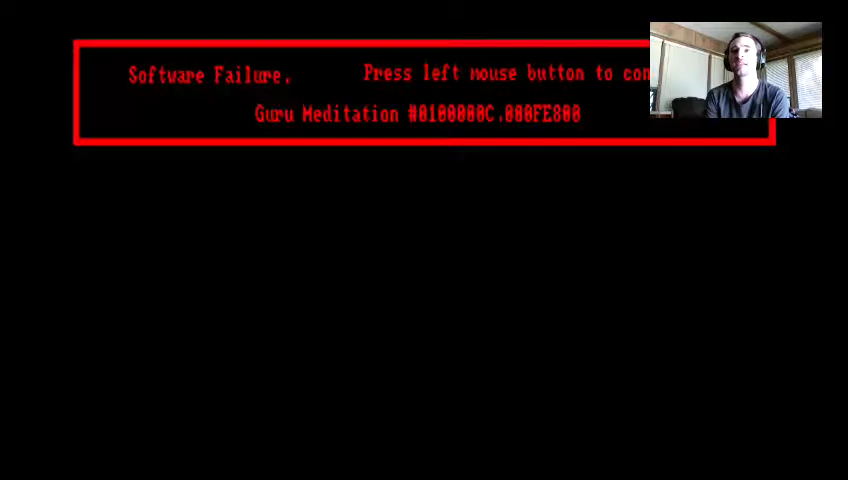 Software Failure. Press left mouse button to con
Guru Meditation #0100000C.000FE800